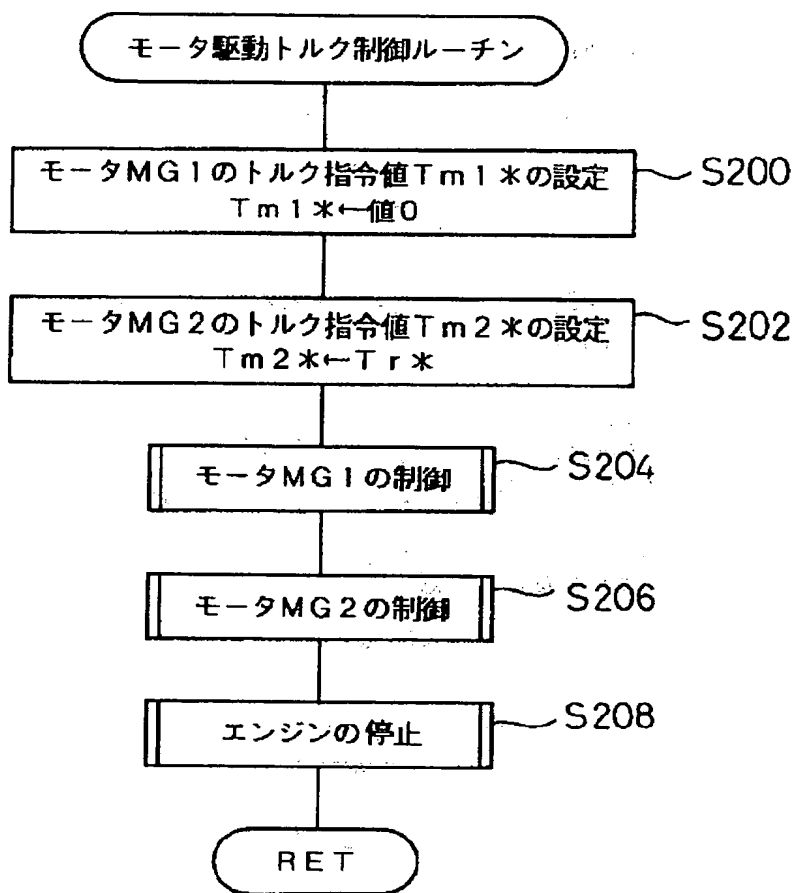 モータ駆動トルク制御ルーチン
モータMG1のトルク指令値Tm1*の設定
Tm1*←値0
S200
モータMG2のトルク指令値Tm2*の設定
Tm2*←Tr*
S202
モータMG1の制御
S204
モータMG2の制御
S206
エンジンの停止
S208
RET